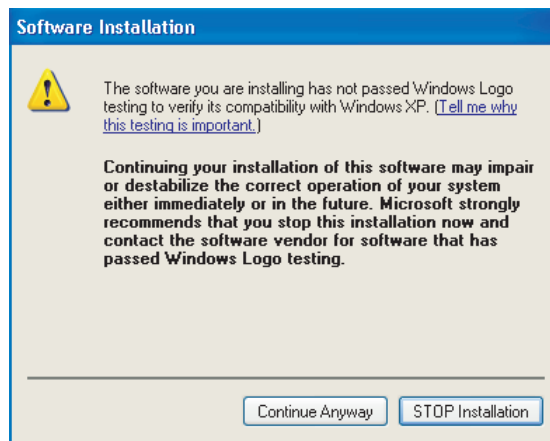 Software Installation
The software you are installing has not passed Windows Logo
testing to verify its compatibility with Windows XP. (Tell me why
this testing is important.)
Continuing your installation of this software may impair
or destabilize the correct operation of your system
either immediately or in the future. Microsoft strongly
recommends that you stop this installation now and
contact the software vendor for software that has
passed Windows Logo testing.
Continue Anyway
STOP Installation